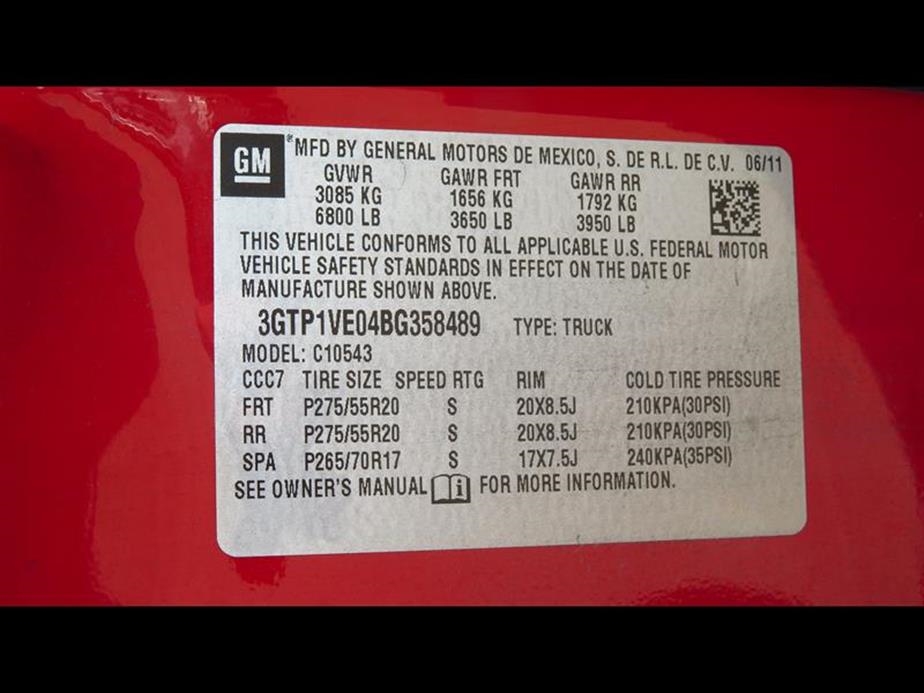 GM ®MFD BY GENERAL MOTORS DE MEXICO, S. DE R.L. DE C.V. 06/11
GVWR GAWR FRT GAWR RR
3085 KG 1656 KG 1792 KG
6800 LB 3650 LB 3950 LB
THIS VEHICLE CONFORMS TO ALL APPLICABLE U.S. FEDERAL MOTOR
VEHICLE SAFETY STANDARDS IN EFFECT ON THE DATE OF
MANUFACTURE SHOWN ABOVE.
3GTP1VE04BG358489 TYPE: TRUCK
MODEL: C10543
CCC7 TIRE SIZE SPEED RTG RIM COLD TIRE PRESSURE
FRT P275/55R20 S 20X8.5J 210KPA(30PSI)
RR P275/55R20 S 20X8.5J 210KPA(30PSI)
SPA P265/70R17 S 17X7.5J 240KPA(35PSI)
SEE OWNER'S MANUAL i FOR MORE INFORMATION.